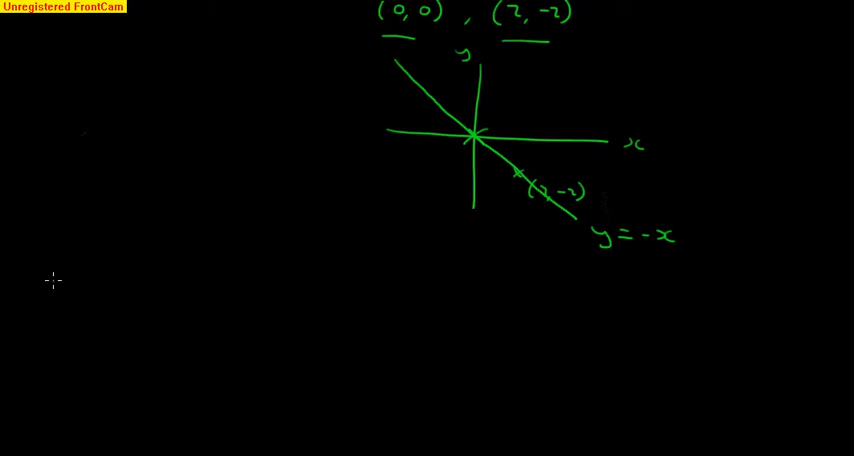 Unregistered FrontCam
(0,0) , (2,-2)
y
x
(2,-2)
y = -x